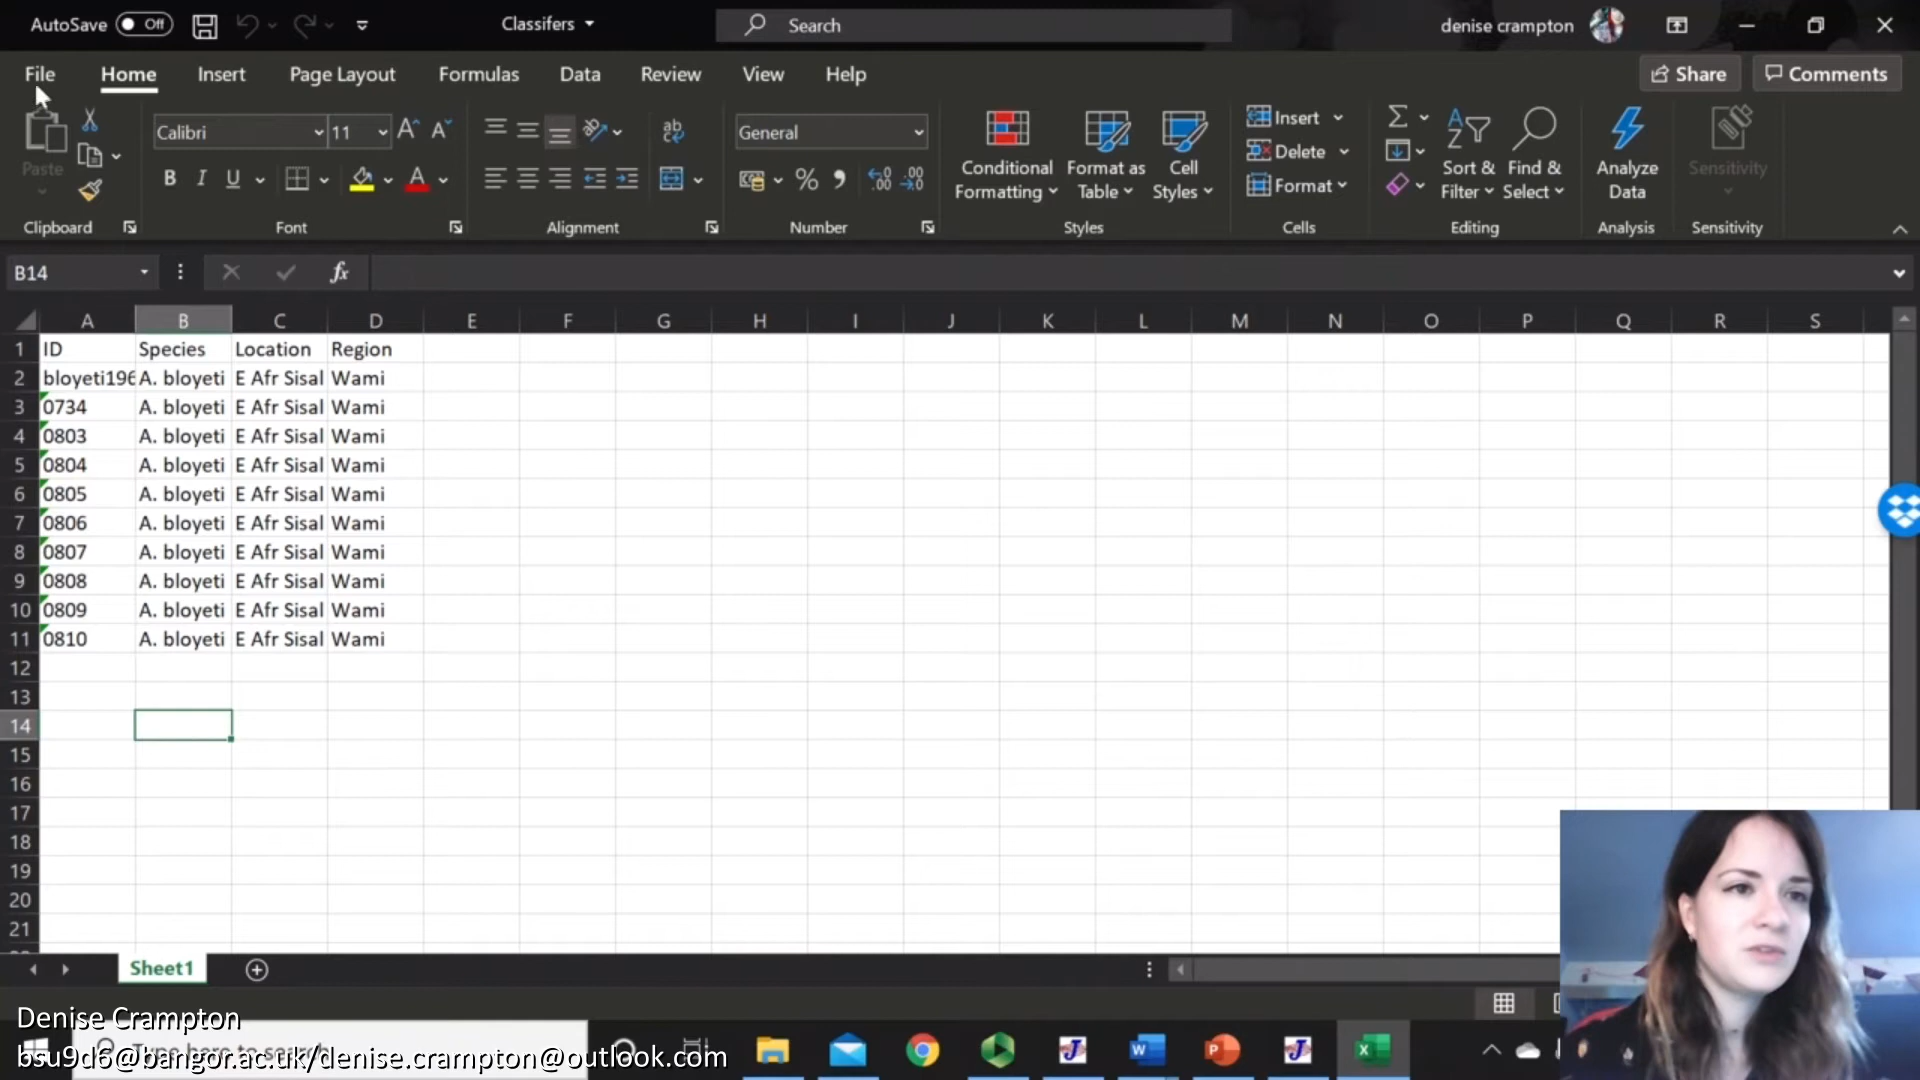 AutoSave Off Classifers Search denise crampton
File Home Insert Page Layout Formulas Data Review View Help Share Comments
Paste Calibri 11 General Conditional Formatting Format as Table Cell Styles Insert Delete Format Sort & Filter Find & Select Analyze Data Sensitivity
Clipboard Font Alignment Number Styles Cells Editing Analysis Sensitivity
B14 fx
A B C D E F G H I J K L M N O P Q R S
1 ID Species Location Region
2 bloyeti196 A. bloyeti E Afr Sisal Wami
3 0734 A. bloyeti E Afr Sisal Wami
4 0803 A. bloyeti E Afr Sisal Wami
5 0804 A. bloyeti E Afr Sisal Wami
6 0805 A. bloyeti E Afr Sisal Wami
7 0806 A. bloyeti E Afr Sisal Wami
8 0807 A. bloyeti E Afr Sisal Wami
9 0808 A. bloyeti E Afr Sisal Wami
10 0809 A. bloyeti E Afr Sisal Wami
11 0810 A. bloyeti E Afr Sisal Wami
12
13
14
15
16
17
18
19
20
21
Sheet1
Denise Crampton
bsu9d6@bangor.ac.uk/denise.crampton@outlook.com